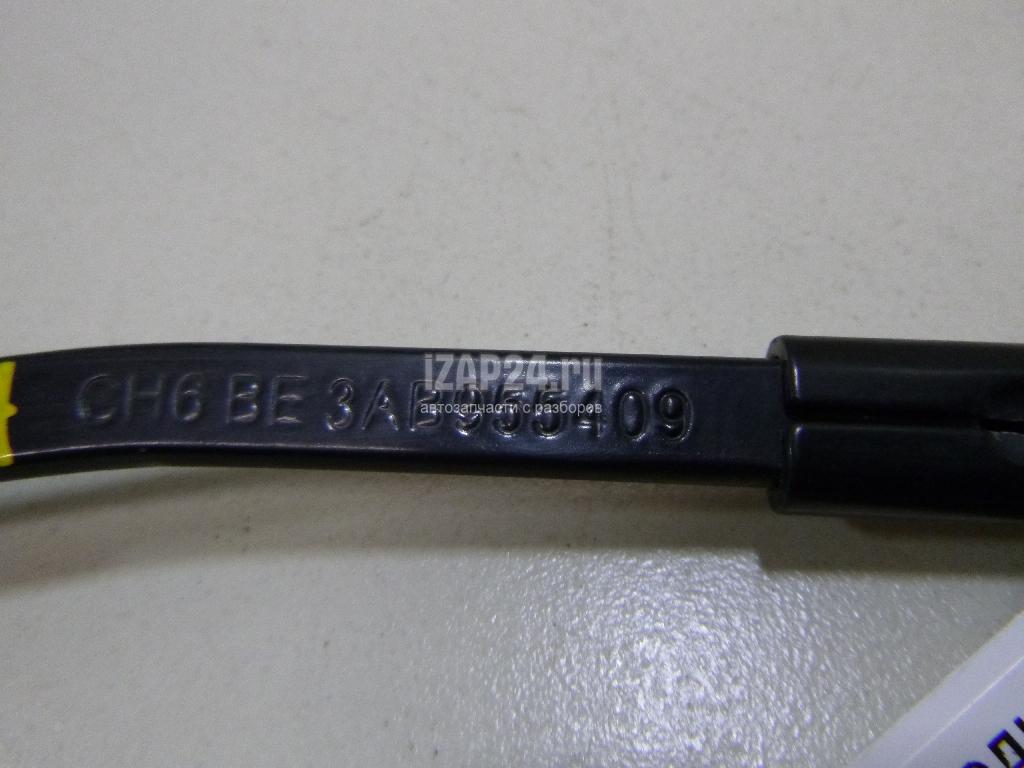 iZAP24.ru
автозапчасти с разборов
CH6 BE 3AB955409